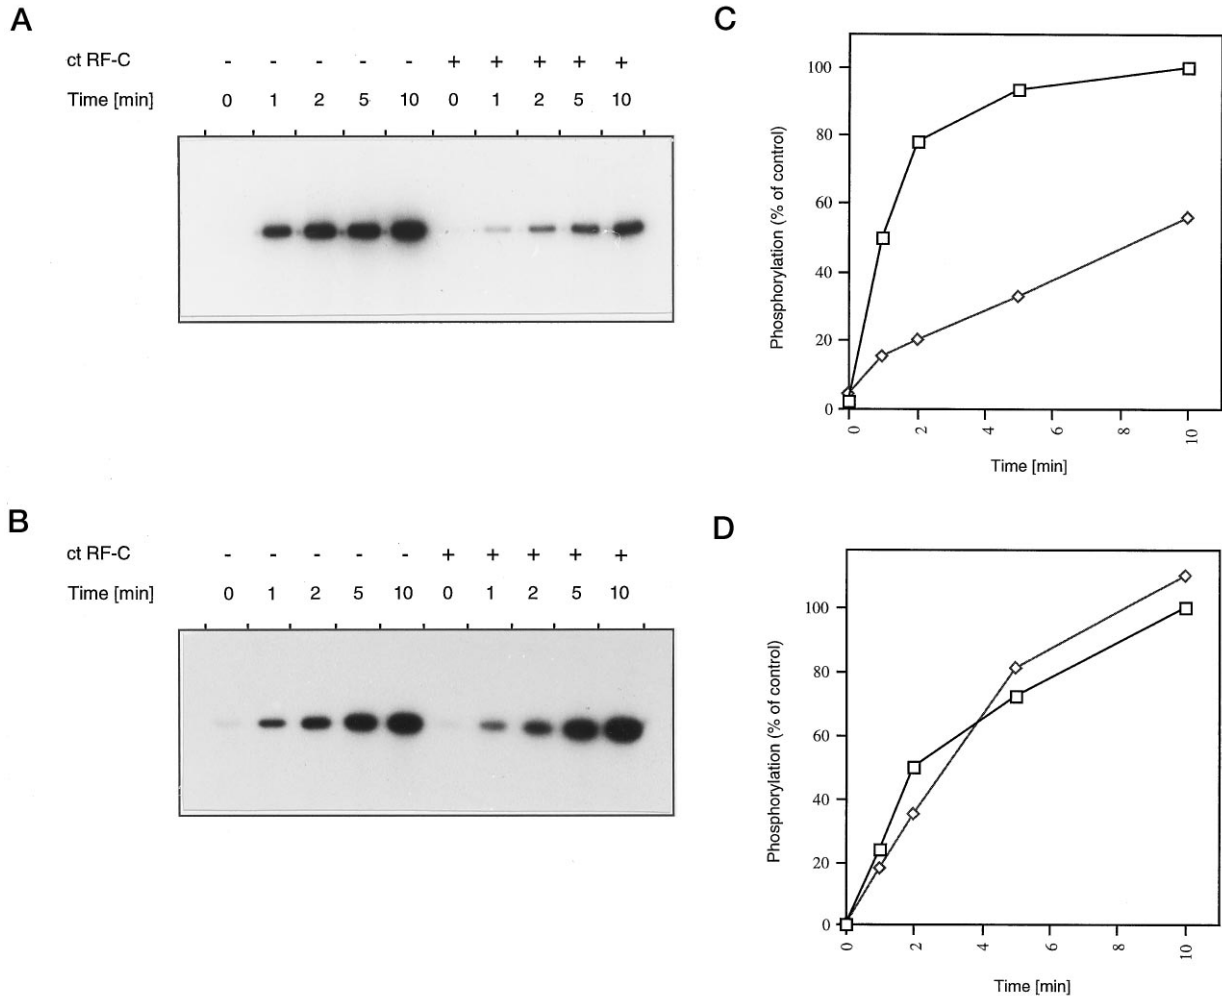 A
ct RF-C - - - - - + + + + +
Time [min] 0 1 2 5 10 0 1 2 5 10
B
ct RF-C - - - - - + + + + +
Time [min] 0 1 2 5 10 0 1 2 5 10
C
Phosphorylation (% of control)
100
80
60
40
20
0
0 2 4 6 8 10
Time [min]
D
Phosphorylation (% of control)
100
80
60
40
20
0
0 2 4 6 8 10
Time [min]